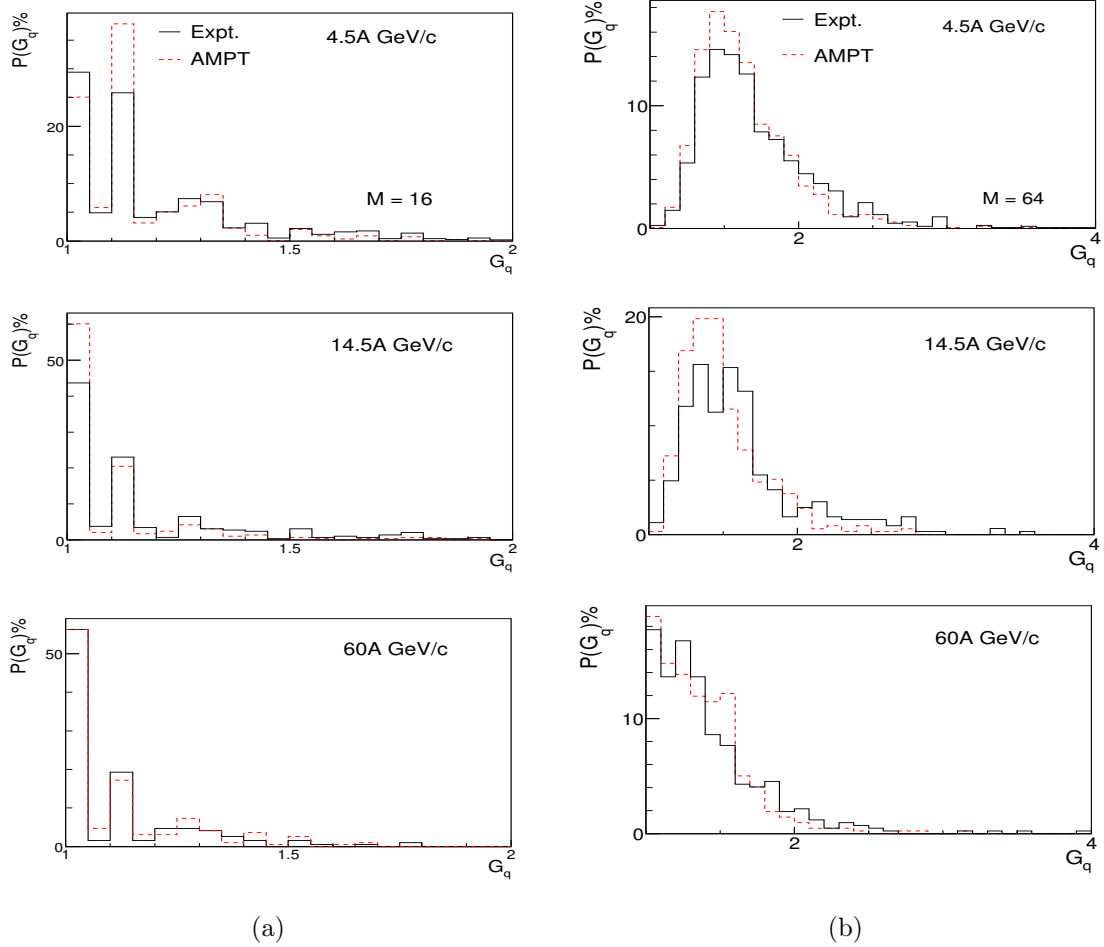 P(G_q)%
Expt.
AMPT
4.5A GeV/c
20
M = 16
0
1
1.5
2
G_q
P(G_q)%
14.5A GeV/c
50
0
1
1.5
2
G_q
P(G_q)%
60A GeV/c
50
0
1
1.5
2
G_q
(a)
P(G_q)%
Expt.
AMPT
4.5A GeV/c
10
M = 64
0
2
4
G_q
20
P(G_q)%
14.5A GeV/c
10
0
2
4
G_q
P(G_q)%
60A GeV/c
10
0
2
4
G_q
(b)